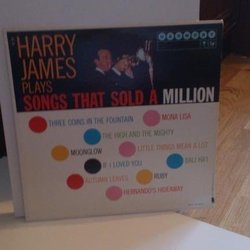 HARMONY
HARRY
JAMES
PLAYS
SONGS THAT SOLD A MILLION
THREE COINS IN THE FOUNTAIN
MONA LISA
THE HIGH AND THE MIGHTY
MOONGLOW
LITTLE THINGS MEAN A LOT
IF I LOVED YOU
BALI HA'I
AUTUMN LEAVES
RUBY
HERNANDO'S HIDEAWAY